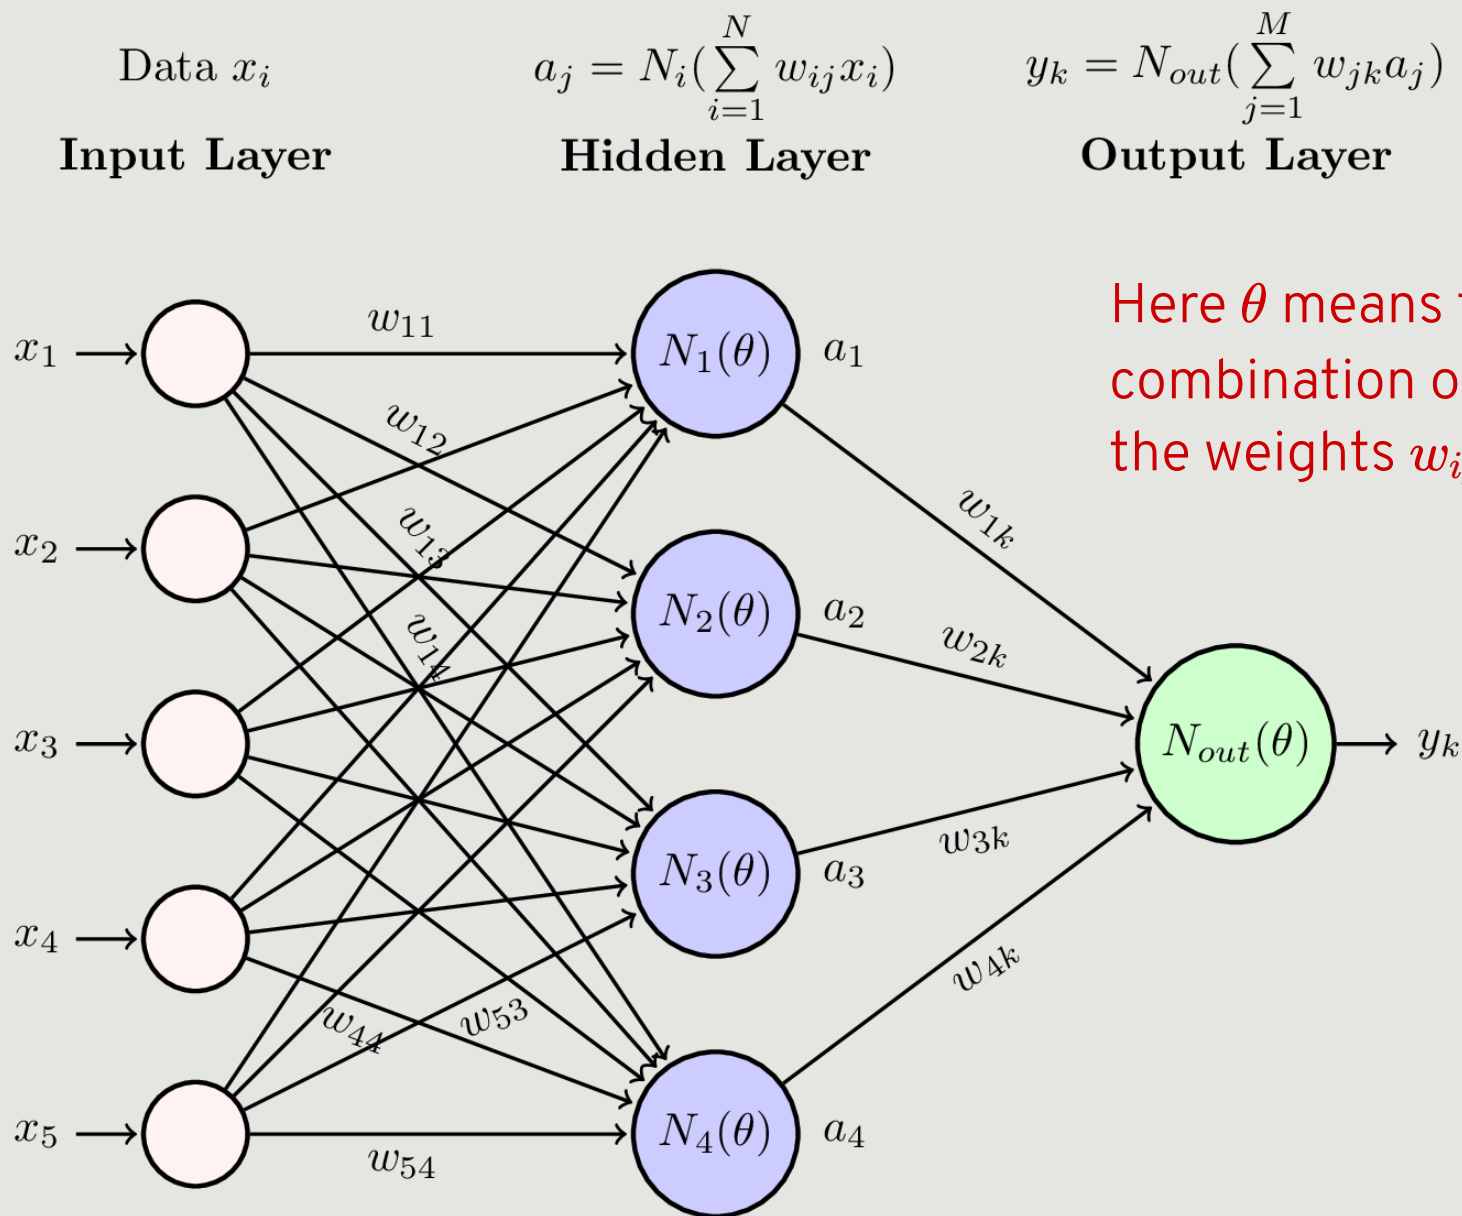 Data $x_i$
$a_j = N_i(\sum_{i=1}^{N} w_{ij} x_i)$
$y_k = N_{out}(\sum_{j=1}^{M} w_{jk} a_j)$
Input Layer
Hidden Layer
Output Layer
Here $\theta$ means
combination
the weights
$x_1$
$x_2$
$x_3$
$x_4$
$x_5$
$w_{11}$
$w_{12}$
$w_{13}$
$w_{14}$
$w_{44}$
$w_{53}$
$w_{54}$
$N_1(\theta)$
$a_1$
$N_2(\theta)$
$a_2$
$N_3(\theta)$
$a_3$
$N_4(\theta)$
$a_4$
$w_{1k}$
$w_{2k}$
$w_{3k}$
$w_{4k}$
$N_{out}(\theta)$
$y_k$